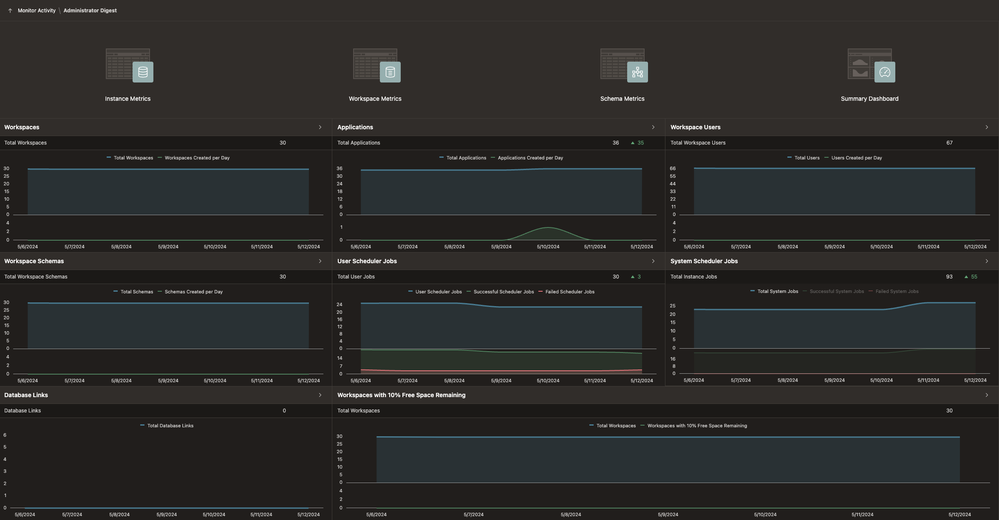 Monitor Activity \ Administrator Digest
Instance Metrics
Workspace Metrics
Schema Metrics
Summary Dashboard
Workspaces
Total Workspaces 30
Total Workspaces Workspaces Created per Day
30
25
20
15
10
5
0
4
2
0
5/6/2024 5/7/2024 5/8/2024 5/9/2024 5/10/2024 5/11/2024 5/12/2024
Applications
Total Applications 36 35
Total Applications Applications Created per Day
36
30
24
18
12
6
0
1
0
5/6/2024 5/7/2024 5/8/2024 5/9/2024 5/10/2024 5/11/2024 5/12/2024
Workspace Users
Total Workspace Users 67
Total Users Users Created per Day
66
55
44
33
22
11
0
4
2
0
5/6/2024 5/7/2024 5/8/2024 5/9/2024 5/10/2024 5/11/2024 5/12/2024
Workspace Schemas
Total Workspace Schemas 30
Total Schemas Schemas Created per Day
30
25
20
15
10
5
0
4
2
0
5/6/2024 5/7/2024 5/8/2024 5/9/2024 5/10/2024 5/11/2024 5/12/2024
User Scheduler Jobs
Total User Jobs 30 3
User Scheduler Jobs Successful Scheduler Jobs Failed Scheduler Jobs
24
20
16
12
8
4
0
14
7
0
5/6/2024 5/7/2024 5/8/2024 5/9/2024 5/10/2024 5/11/2024 5/12/2024
System Scheduler Jobs
Total Instance Jobs 93 55
Total System Jobs Successful System Jobs Failed System Jobs
25
20
15
10
5
0
16
8
0
5/6/2024 5/7/2024 5/8/2024 5/9/2024 5/10/2024 5/11/2024 5/12/2024
Database Links
Database Links 0
Total Database Links
6
5
4
3
2
1
0
5/6/2024 5/7/2024 5/8/2024 5/9/2024 5/10/2024 5/11/2024 5/12/2024
Workspaces with 10% Free Space Remaining
Total Workspaces 30
Total Workspaces Workspaces with 10% Free Space Remaining
30
25
20
15
10
5
0
4
2
0
5/6/2024 5/7/2024 5/8/2024 5/9/2024 5/10/2024 5/11/2024 5/12/2024